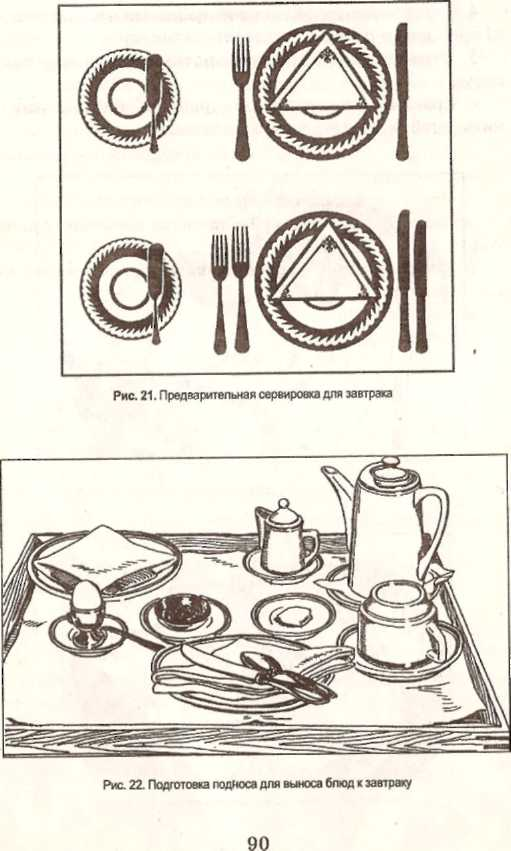 Рис. 21. Предварительная сервировка для завтрака
Рис. 22. Подготовка подноса для выноса блюд к завтраку
90